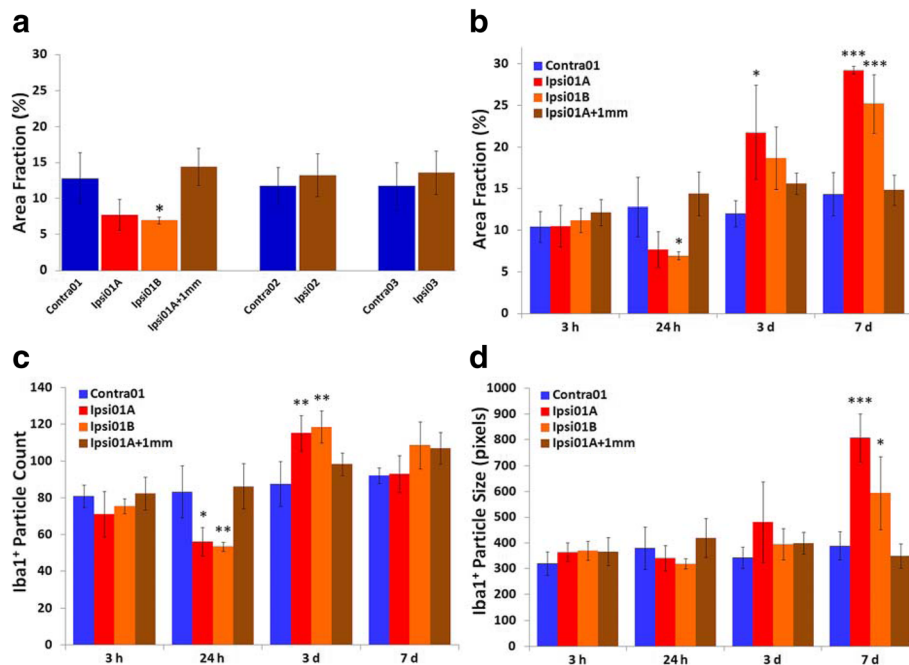 a
Area Fraction (%)
30
25
20
15
10
5
0
*
Contra01
Ipsi01A
Ipsi01B
Ipsi01A+1mm
Contra02
Ipsi02
Contra03
Ipsi03
b
Area Fraction (%)
30
25
20
15
10
5
0
Contra01
Ipsi01A
Ipsi01B
Ipsi01A+1mm
*
*
***
***
3 h
24 h
3 d
7 d
c
Iba1⁺ Particle Count
140
120
100
80
60
40
20
0
Contra01
Ipsi01A
Ipsi01B
Ipsi01A+1mm
*
**
**
**
3 h
24 h
3 d
7 d
d
Iba1⁺ Particle Size (pixels)
1000
900
800
700
600
500
400
300
200
100
0
Contra01
Ipsi01A
Ipsi01B
Ipsi01A+1mm
***
*
3 h
24 h
3 d
7 d